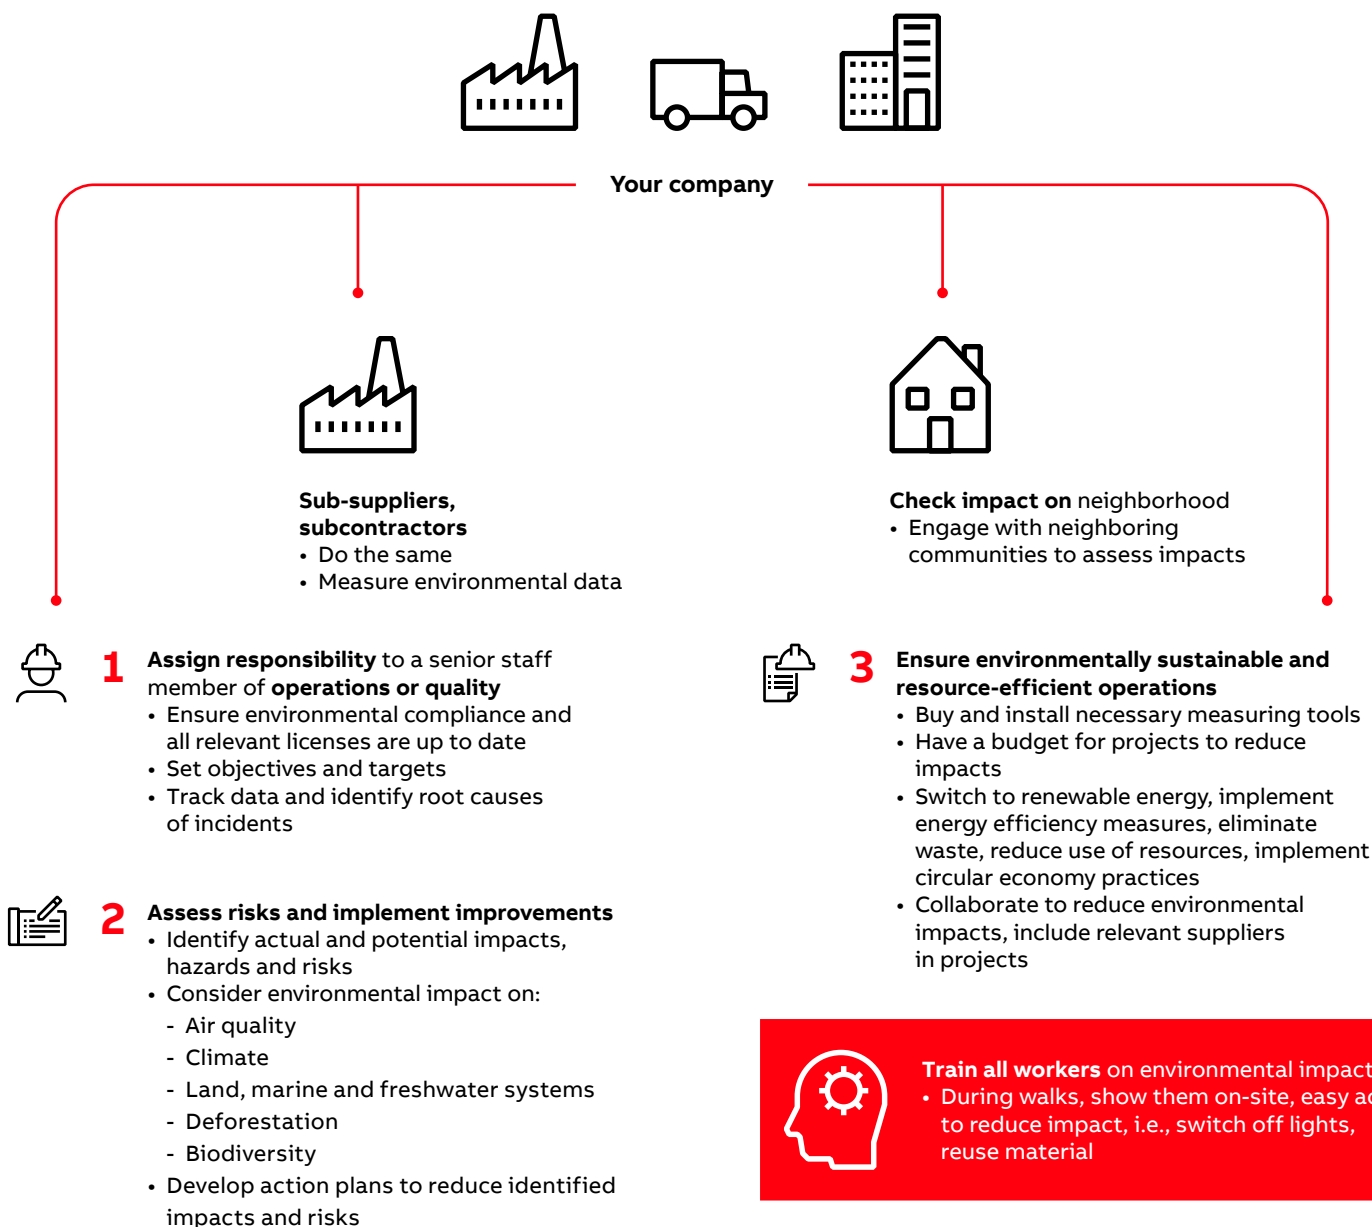 Your company
Sub-suppliers,
subcontractors
• Do the same
• Measure environmental data
Check impact on neighborhood
• Engage with neighboring
communities to assess impacts
1 Assign responsibility to a senior staff
member of operations or quality
• Ensure environmental compliance and
all relevant licenses are up to date
• Set objectives and targets
• Track data and identify root causes
of incidents
2 Assess risks and implement improvements
• Identify actual and potential impacts,
hazards and risks
• Consider environmental impact on:
- Air quality
- Climate
- Land, marine and freshwater systems
- Deforestation
- Biodiversity
• Develop action plans to reduce identified
impacts and risks
3 Ensure environmentally sustainable and
resource-efficient operations
• Buy and install necessary measuring tools
• Have a budget for projects to reduce
impacts
• Switch to renewable energy, implement
energy efficiency measures, eliminate
waste, reduce use of resources, implement
circular economy practices
• Collaborate to reduce environmental
impacts, include relevant suppliers
in projects
Train all workers on environmental impact
• During walks, show them on-site, easy
to reduce impact, i.e., switch off lights,
reuse material